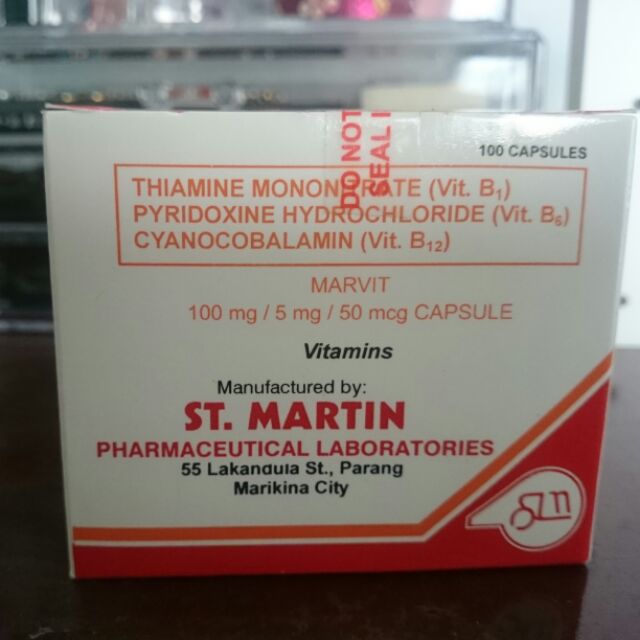 100 CAPSULES
DO NOT
SEAL
THIAMINE (Vit. B1)
PYRIDOXINE HYDROCHLORIDE (Vit. B6)
CYANOCOBALAMIN (Vit. B12)
MARVIT
100 mg / 5 mg / 50 mcg CAPSULE
Vitamins
Manufactured by:
ST. MARTIN
PHARMACEUTICAL LABORATORIES
55 Lakandula St., Parang
Marikina City